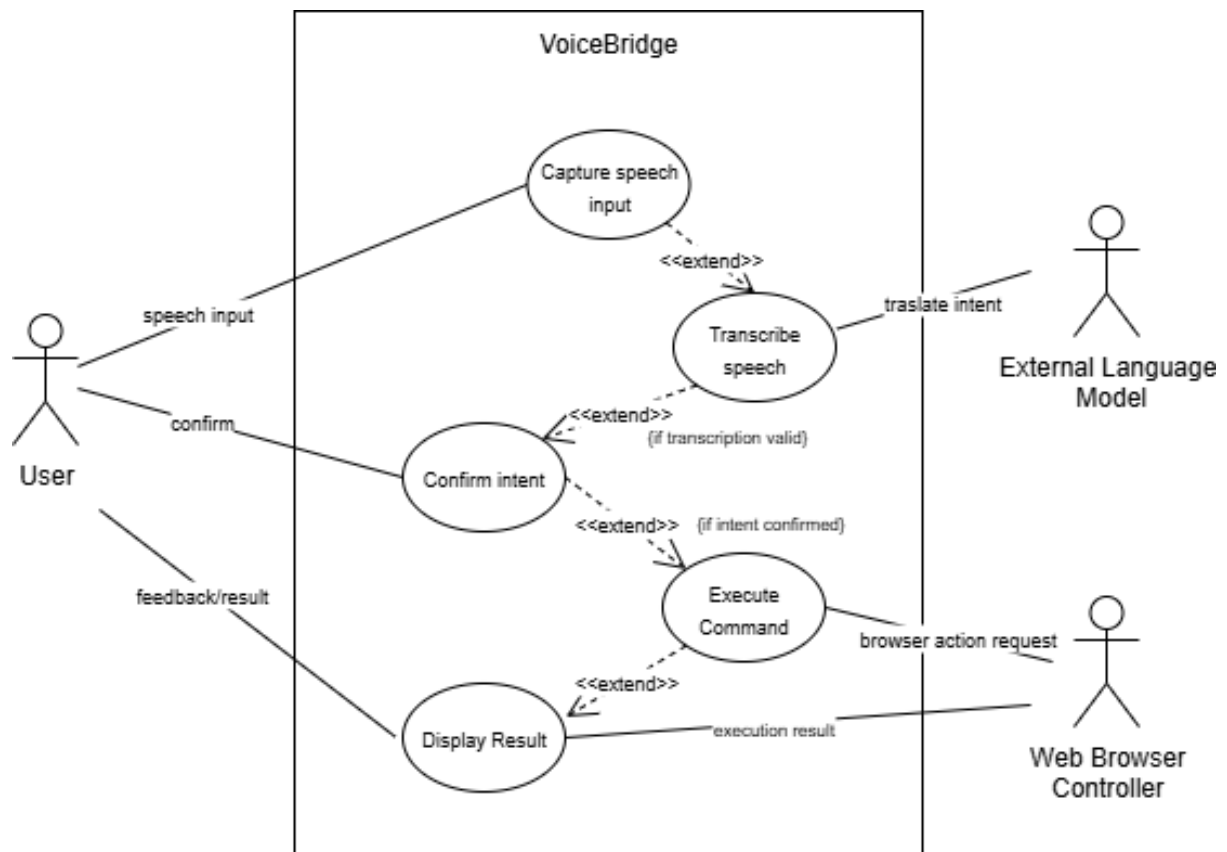 VoiceBridge
Capture speech
input
<<extend>>
speech input
traslate intent
Transcribe
speech
External Language
Model
<<extend>>
{if transcription valid}
confirm
User
Confirm intent
<<extend>>
{if intent confirmed}
feedback/result
Execute
Command
browser action request
<<extend>>
Display Result
execution result
Web Browser
Controller